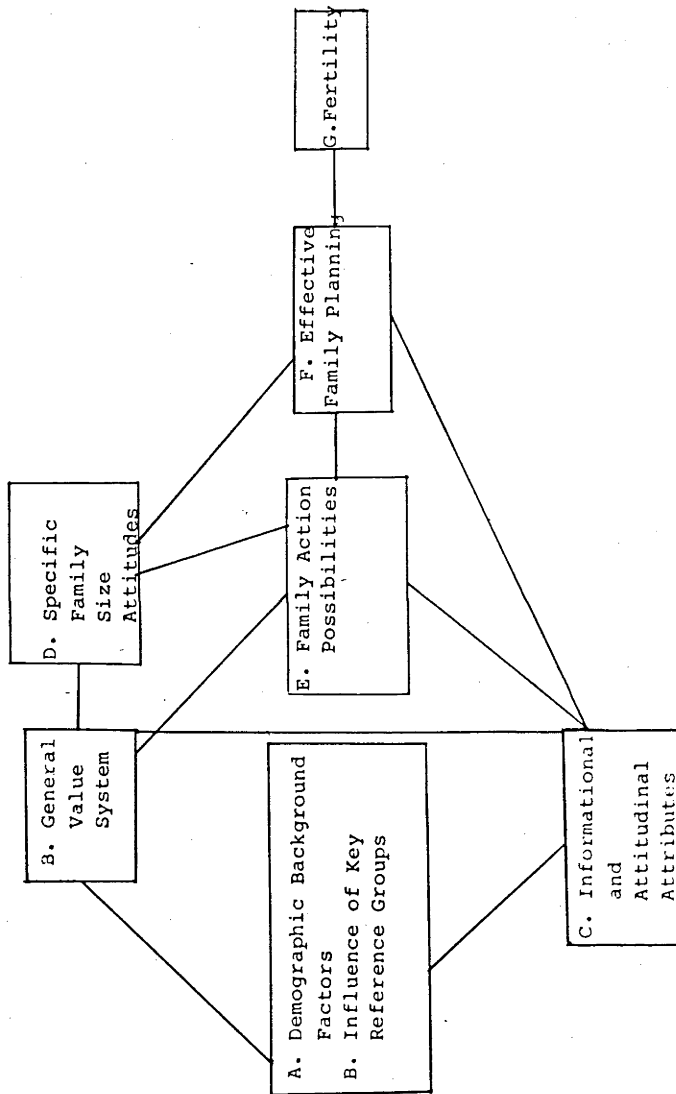 B. General
Value
System
D. Specific
Family
Size
Attitudes
A. Demographic Background
Factors
B. Influence of Key
Reference Groups
E. Family Action
Possibilities
F. Effective
Family Planning
G.Fertility
C. Informational
and
Attitudinal
Attributes